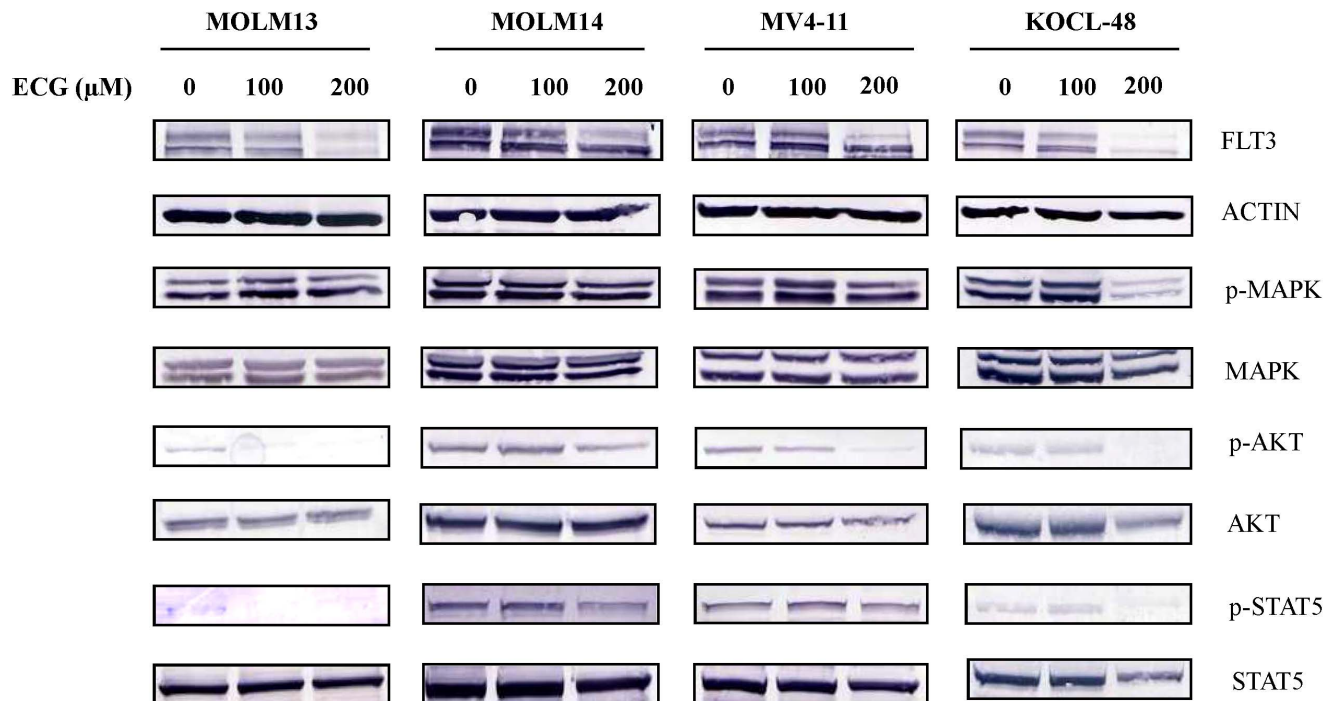 MOLM13 MOLM14 MV4-11 KOCL-48
ECG (μM) 0 100 200 0 100 200 0 100 200 0 100 200
FLT3
ACTIN
p-MAPK
MAPK
p-AKT
AKT
p-STAT5
STAT5